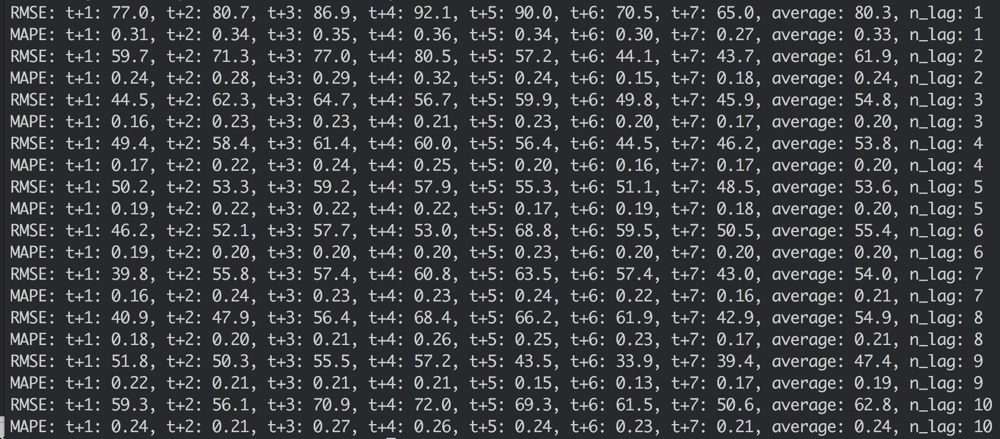 RMSE: t+1: 77.0, t+2: 80.7, t+3: 86.9, t+4: 92.1, t+5: 90.0, t+6: 70.5, t+7: 65.0, average: 80.3, n_lag: 1
MAPE: t+1: 0.31, t+2: 0.34, t+3: 0.35, t+4: 0.36, t+5: 0.34, t+6: 0.30, t+7: 0.27, average: 0.33, n_lag: 1
RMSE: t+1: 59.7, t+2: 71.3, t+3: 77.0, t+4: 80.5, t+5: 57.2, t+6: 44.1, t+7: 43.7, average: 61.9, n_lag: 2
MAPE: t+1: 0.24, t+2: 0.28, t+3: 0.29, t+4: 0.32, t+5: 0.24, t+6: 0.15, t+7: 0.18, average: 0.24, n_lag: 2
RMSE: t+1: 44.5, t+2: 62.3, t+3: 64.7, t+4: 56.7, t+5: 59.9, t+6: 49.8, t+7: 45.9, average: 54.8, n_lag: 3
MAPE: t+1: 0.16, t+2: 0.23, t+3: 0.23, t+4: 0.21, t+5: 0.23, t+6: 0.20, t+7: 0.17, average: 0.20, n_lag: 3
RMSE: t+1: 49.4, t+2: 58.4, t+3: 61.4, t+4: 60.0, t+5: 56.4, t+6: 44.5, t+7: 46.2, average: 53.8, n_lag: 4
MAPE: t+1: 0.17, t+2: 0.22, t+3: 0.24, t+4: 0.25, t+5: 0.20, t+6: 0.16, t+7: 0.17, average: 0.20, n_lag: 4
RMSE: t+1: 50.2, t+2: 53.3, t+3: 59.2, t+4: 57.9, t+5: 55.3, t+6: 51.1, t+7: 48.5, average: 53.6, n_lag: 5
MAPE: t+1: 0.19, t+2: 0.22, t+3: 0.22, t+4: 0.22, t+5: 0.17, t+6: 0.19, t+7: 0.18, average: 0.20, n_lag: 5
RMSE: t+1: 46.2, t+2: 52.1, t+3: 57.7, t+4: 53.0, t+5: 68.8, t+6: 59.5, t+7: 50.5, average: 55.4, n_lag: 6
MAPE: t+1: 0.19, t+2: 0.20, t+3: 0.20, t+4: 0.20, t+5: 0.23, t+6: 0.20, t+7: 0.20, average: 0.20, n_lag: 6
RMSE: t+1: 39.8, t+2: 55.8, t+3: 57.4, t+4: 60.8, t+5: 63.5, t+6: 57.4, t+7: 43.0, average: 54.0, n_lag: 7
MAPE: t+1: 0.16, t+2: 0.24, t+3: 0.23, t+4: 0.23, t+5: 0.24, t+6: 0.22, t+7: 0.16, average: 0.21, n_lag: 7
RMSE: t+1: 40.9, t+2: 47.9, t+3: 56.4, t+4: 68.4, t+5: 66.2, t+6: 61.9, t+7: 42.9, average: 54.9, n_lag: 8
MAPE: t+1: 0.18, t+2: 0.20, t+3: 0.21, t+4: 0.26, t+5: 0.25, t+6: 0.23, t+7: 0.17, average: 0.21, n_lag: 8
RMSE: t+1: 51.8, t+2: 50.3, t+3: 55.5, t+4: 57.2, t+5: 43.5, t+6: 33.9, t+7: 39.4, average: 47.4, n_lag: 9
MAPE: t+1: 0.22, t+2: 0.21, t+3: 0.21, t+4: 0.21, t+5: 0.15, t+6: 0.13, t+7: 0.17, average: 0.19, n_lag: 9
RMSE: t+1: 59.3, t+2: 56.1, t+3: 70.9, t+4: 72.0, t+5: 69.3, t+6: 61.5, t+7: 50.6, average: 62.8, n_lag: 10
MAPE: t+1: 0.24, t+2: 0.21, t+3: 0.27, t+4: 0.26, t+5: 0.24, t+6: 0.23, t+7: 0.21, average: 0.24, n_lag: 10